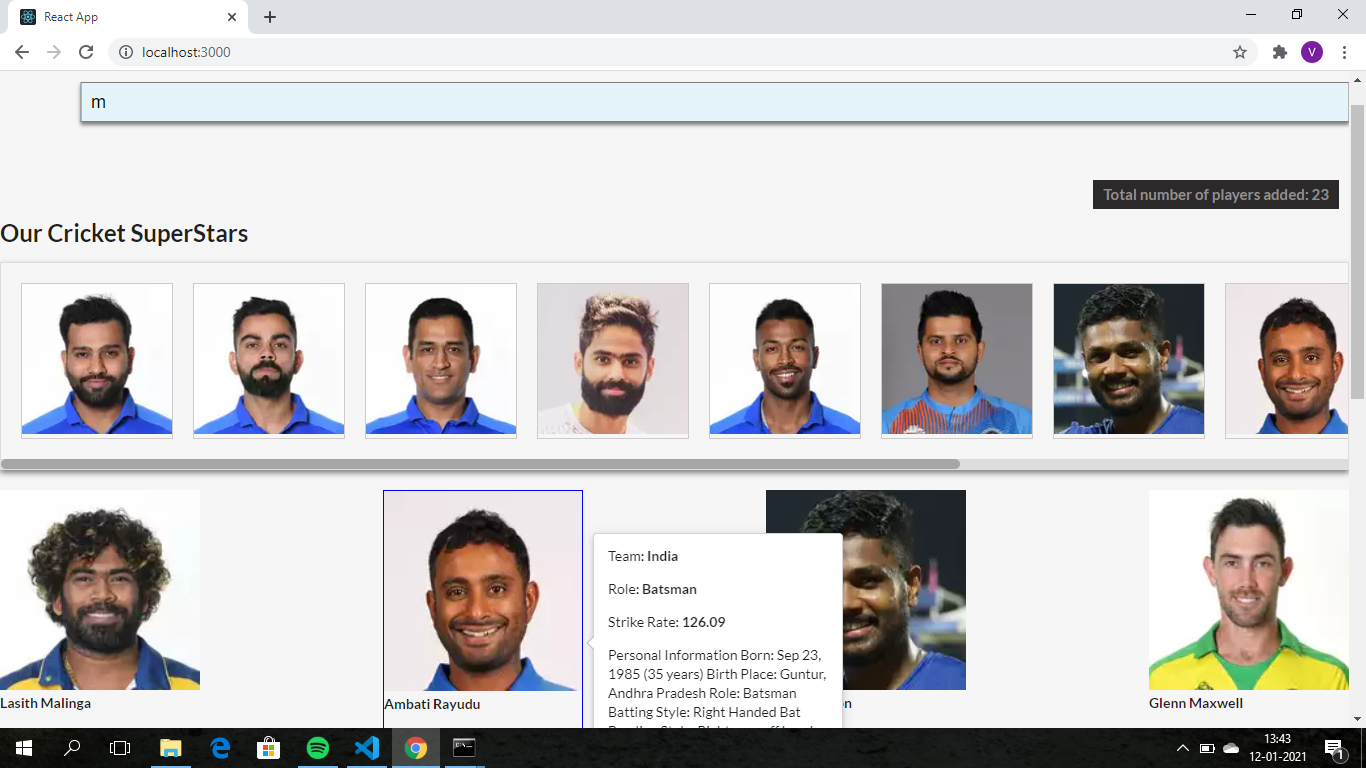 React App
localhost:3000
V
m
Total number of players added: 23
Our Cricket SuperStars
Team: India
Role: Batsman
Strike Rate: 126.09
Personal Information Born: Sep 23,
1985 (35 years) Birth Place: Guntur,
Andhra Pradesh Role: Batsman
Batting Style: Right Handed Bat
Lasith Malinga
Ambati Rayudu
on
Glenn Maxwell
13:43
12-01-2021
1